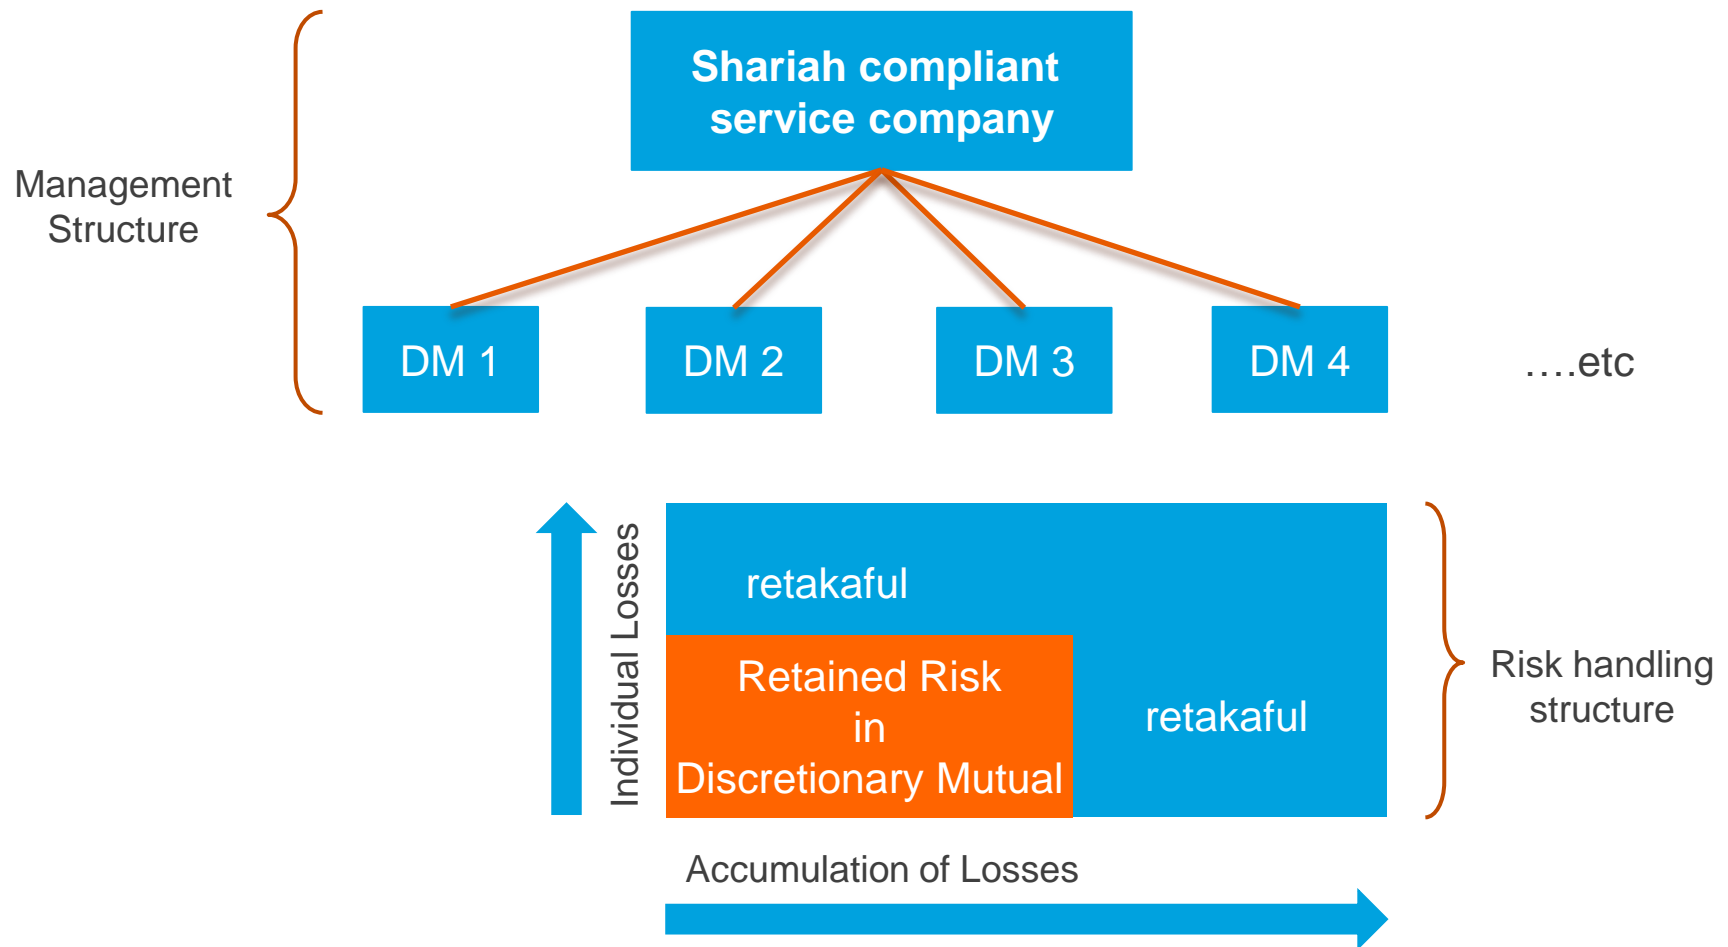 Shariah compliant
service company
Management
Structure
DM 1
DM 2
DM 3
DM 4
….etc
Individual Losses
retakaful
Retained Risk
in
Discretionary Mutual
retakaful
Risk handling
structure
Accumulation of Losses